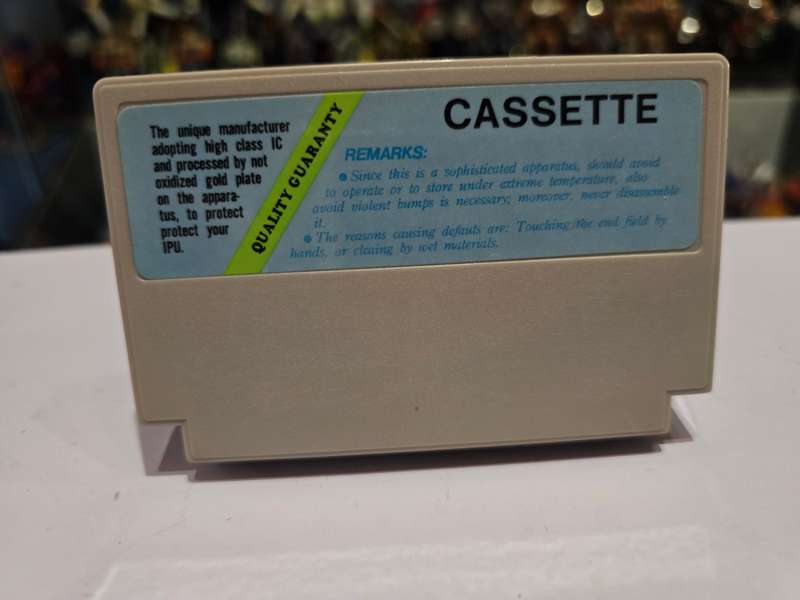 The unique manufacturer
adopting high class IC
and processed by not
oxidized gold plate
on the appara-
tus, to protect
protect your
IPU.
QUALITY GUARANTY
CASSETTE
REMARKS:
● Since this is a sophisticated apparatus, should avoid
to operate or to store under extreme temperature, also
avoid violent bumps is necessary; moreover, never disassemble
it.
● The reasons causing defauts are: Touching the end field by
hands, or cleaing by wet materials.